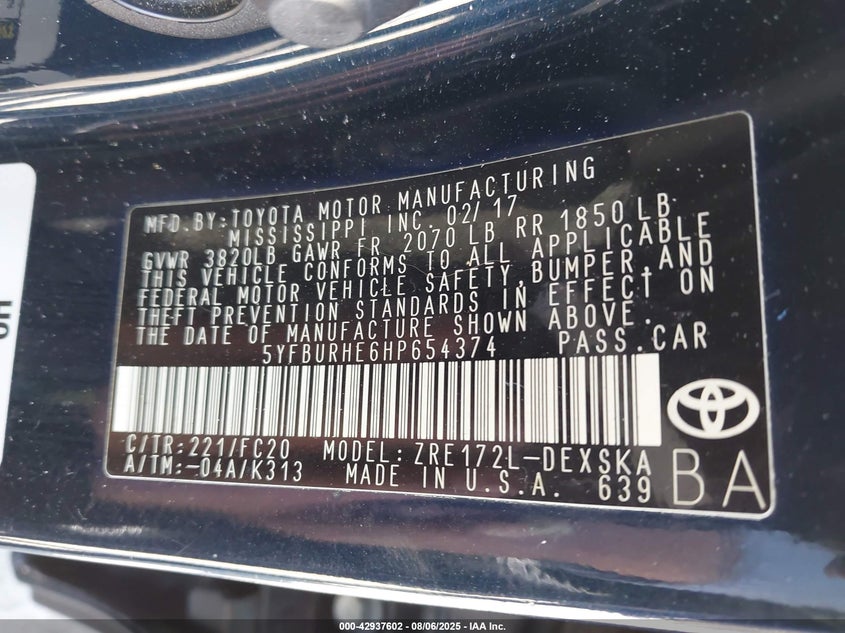 MFD.BY:TOYOTA MOTOR MANUFACTURING
MISSISSIPPI INC. 02/17
GVWR 3820LB GAWR FR 2070 LB RR 1850 LB
THIS VEHICLE CONFORMS TO ALL APPLICABLE
FEDERAL MOTOR VEHICLE SAFETY,BUMPER,AND
THEFT PREVENTION STANDARDS IN EFFECT ON
THE DATE OF MANUFACTURE SHOWN ABOVE.
5YFBURHE6HP654374 PASS.CAR
C/TR:221/FC20 MODEL:ZRE172L-DEXSKA
A/TM:-04A/K313 MADE IN U.S.A. 639
BA
000-42937602 - 08/06/2025 - IAA Inc.